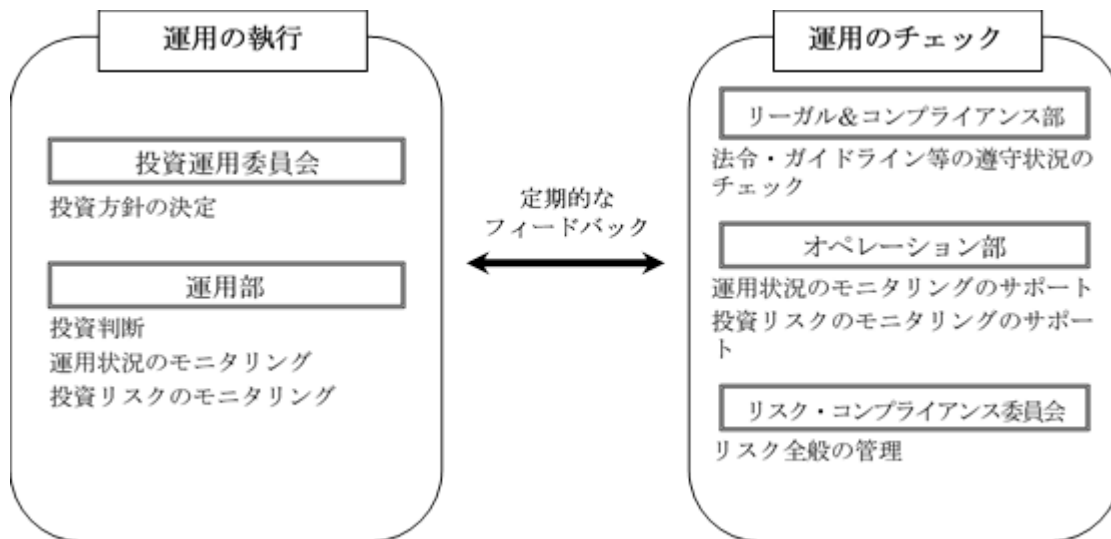 運用の執行
投資運用委員会
投資方針の決定
運用部
投資判断
運用状況のモニタリング
投資リスクのモニタリング
定期的な
フィードバック
運用のチェック
リーガル&コンプライアンス部
法令・ガイドライン等の遵守状況の
チェック
オペレーション部
運用状況のモニタリングのサポート
投資リスクのモニタリングのサポー
ト
リスク・コンプライアンス委員会
リスク全般の管理